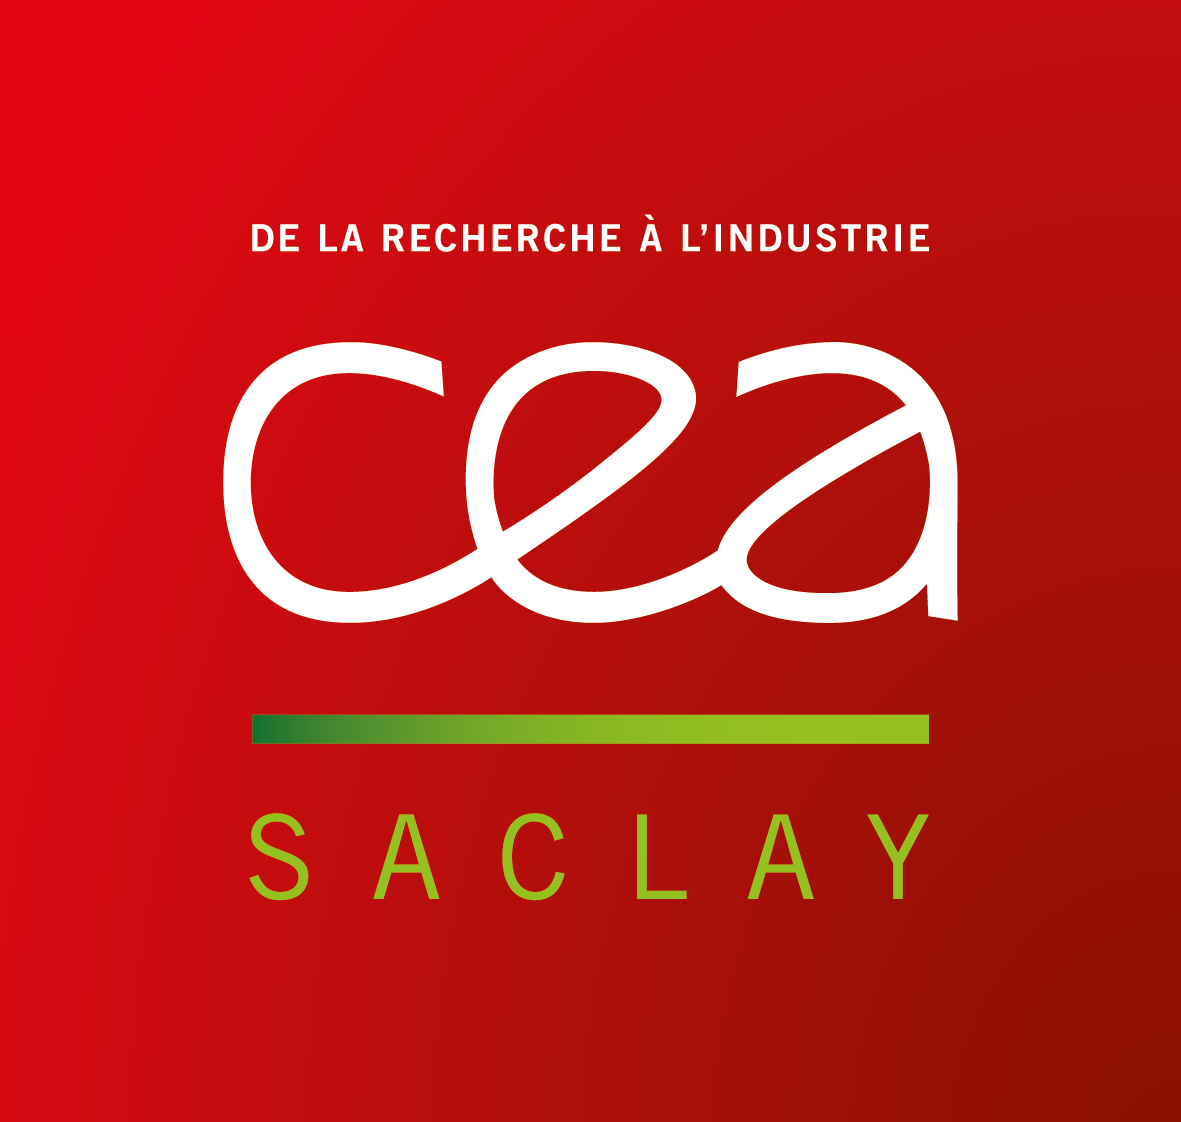 DE LA RECHERCHE À L’INDUSTRIE
cea
SACLAY